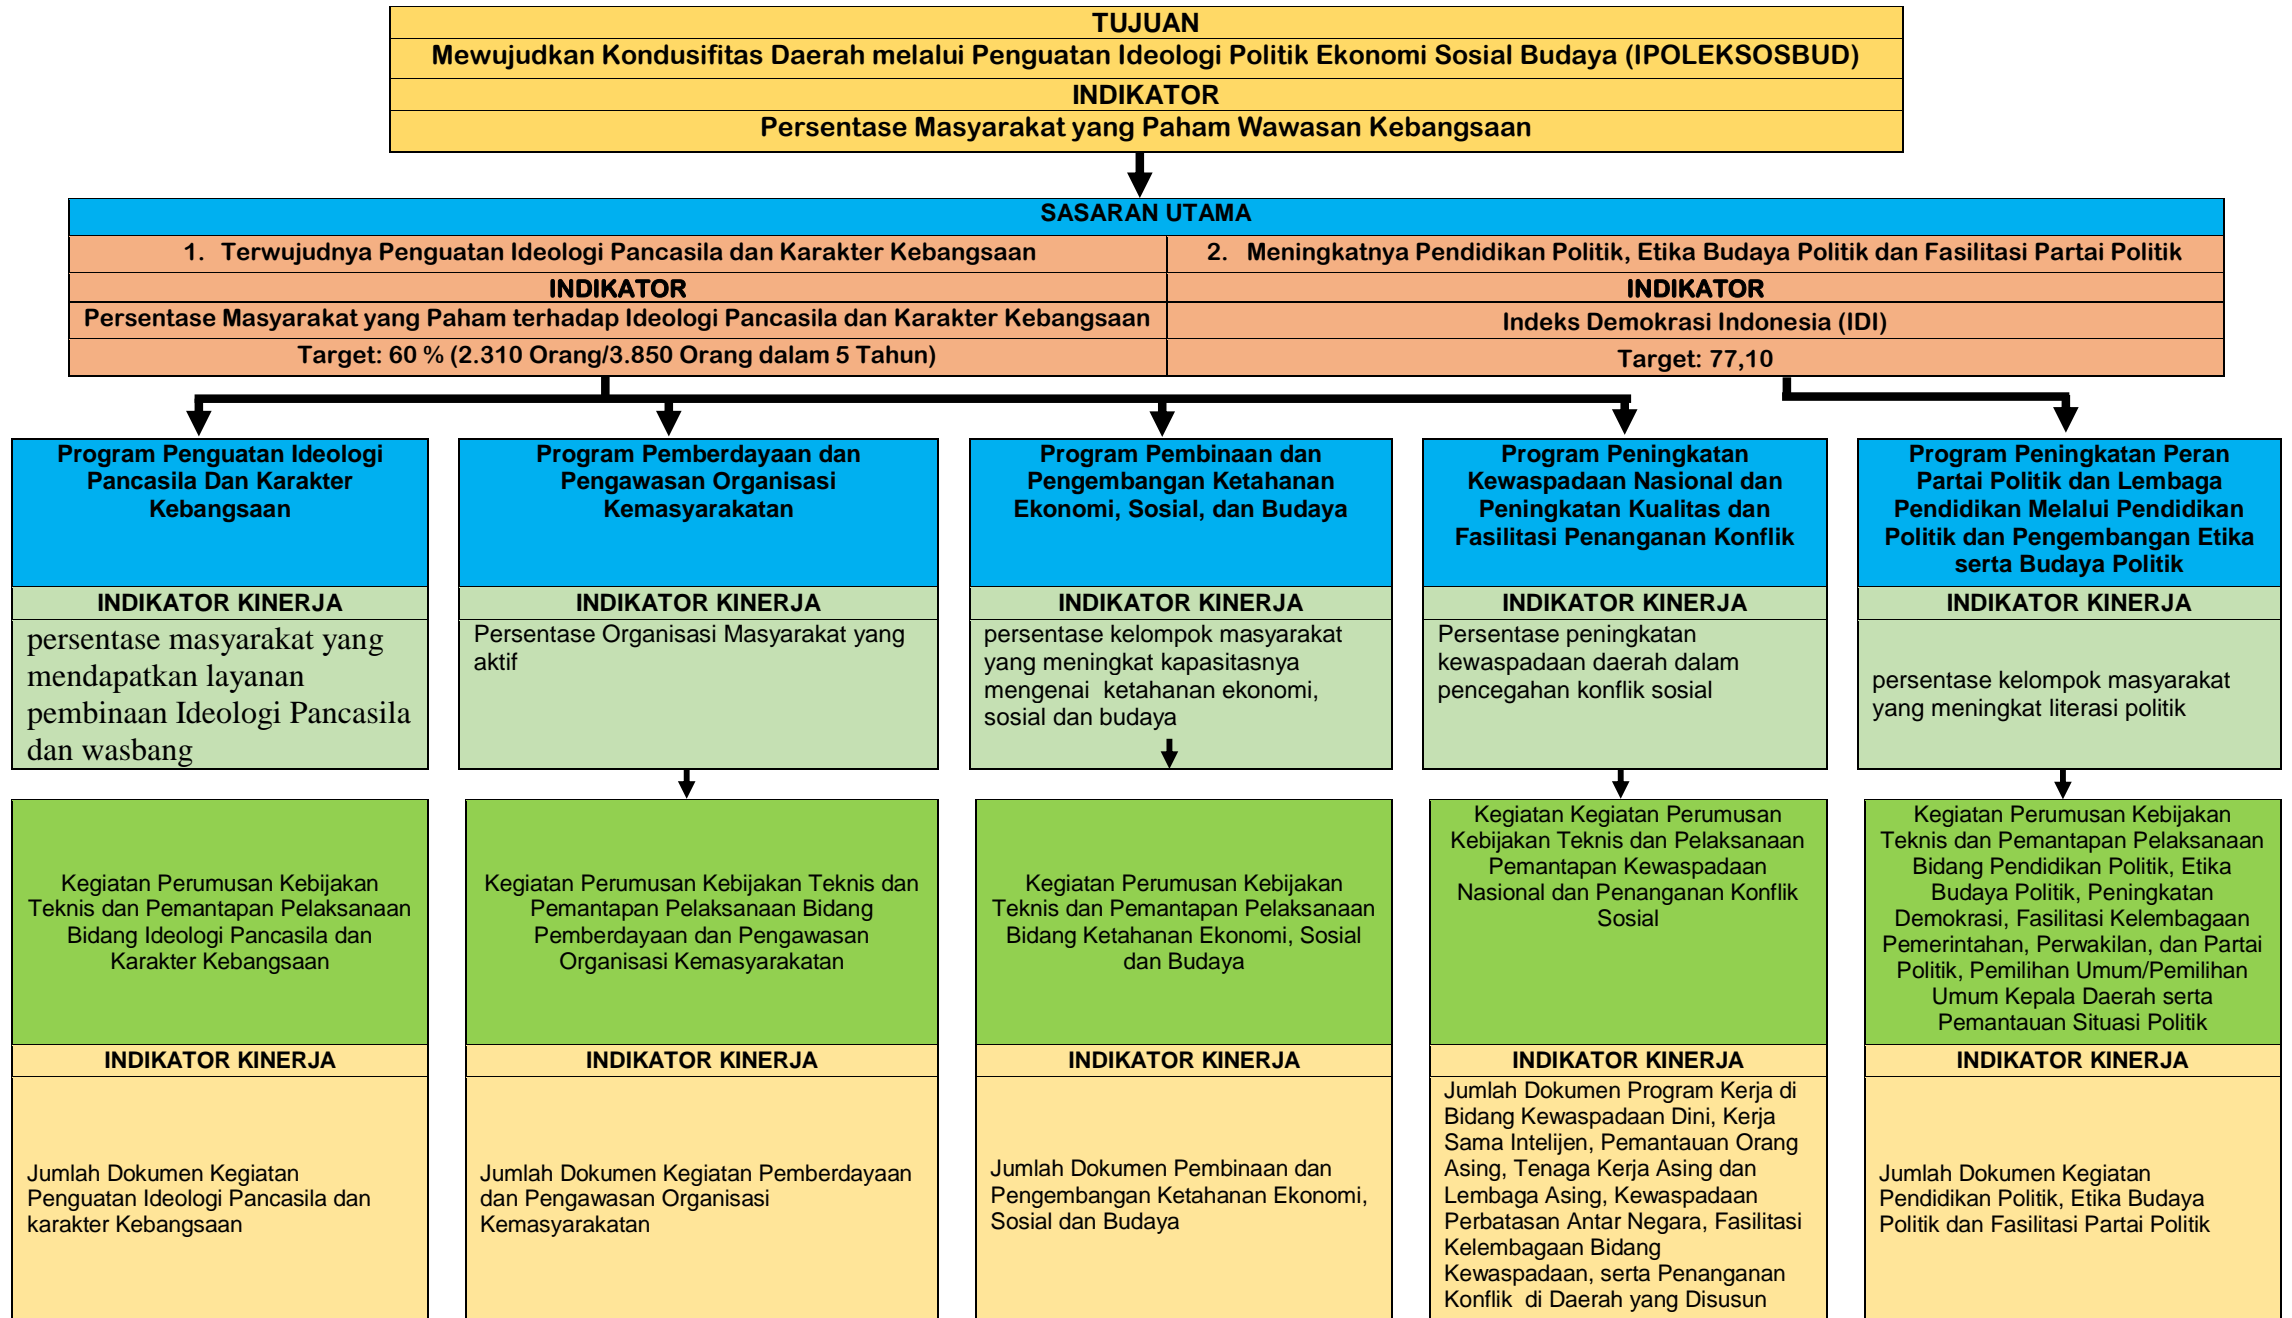 TUJUAN
Mewujudkan Kondusifitas Daerah melalui Penguatan Ideologi Politik Ekonomi Sosial Budaya (IPOLEKSOSBUD)
INDIKATOR
Persentase Masyarakat yang Paham Wawasan Kebangsaan
SASARAN UTAMA
1. Terwujudnya Penguatan Ideologi Pancasila dan Karakter Kebangsaan
INDIKATOR
Persentase Masyarakat yang Paham terhadap Ideologi Pancasila dan Karakter Kebangsaan
Target: 60 % (2.310 Orang/3.850 Orang dalam 5 Tahun)
2. Meningkatnya Pendidikan Politik, Etika Budaya Politik dan Fasilitasi Partai Politik
INDIKATOR
Indeks Demokrasi Indonesia (IDI)
Target: 77,10
Program Penguatan Ideologi
Pancasila Dan Karakter
Kebangsaan
INDIKATOR KINERJA
persentase masyarakat yang
mendapatkan layanan
pembinaan Ideologi Pancasila
dan wasbang
Kegiatan Perumusan Kebijakan
Teknis dan Pemantapan Pelaksanaan
Bidang Ideologi Pancasila dan
Karakter Kebangsaan
INDIKATOR KINERJA
Jumlah Dokumen Kegiatan
Penguatan Ideologi Pancasila dan
karakter Kebangsaan
Program Pemberdayaan dan
Pengawasan Organisasi
Kemasyarakatan
INDIKATOR KINERJA
Persentase Organisasi Masyarakat yang
aktif
Kegiatan Perumusan Kebijakan Teknis dan
Pemantapan Pelaksanaan Bidang
Pemberdayaan dan Pengawasan
Organisasi Kemasyarakatan
INDIKATOR KINERJA
Jumlah Dokumen Kegiatan Pemberdayaan
dan Pengawasan Organisasi
Kemasyarakatan
Program Pembinaan dan
Pengembangan Ketahanan
Ekonomi, Sosial, dan Budaya
INDIKATOR KINERJA
persentase kelompok masyarakat
yang meningkat kapasitasnya
mengenai ketahanan ekonomi,
sosial dan budaya
Kegiatan Perumusan Kebijakan
Teknis dan Pemantapan Pelaksanaan
Bidang Ketahanan Ekonomi, Sosial
dan Budaya
INDIKATOR KINERJA
Jumlah Dokumen Pembinaan dan
Pengembangan Ketahanan Ekonomi,
Sosial dan Budaya
Program Peningkatan
Kewaspadaan Nasional dan
Peningkatan Kualitas dan
Fasilitasi Penanganan Konflik
INDIKATOR KINERJA
Persentase peningkatan
kewaspadaan daerah dalam
pencegahan konflik sosial
Kegiatan Kegiatan Perumusan
Kebijakan Teknis dan Pelaksanaan
Pemantapan Kewaspadaan
Nasional dan Penanganan Konflik
Sosial
INDIKATOR KINERJA
Jumlah Dokumen Program Kerja di
Bidang Kewaspadaan Dini, Kerja
Sama Intelijen, Pemantauan Orang
Asing, Tenaga Kerja Asing dan
Lembaga Asing, Kewaspadaan
Perbatasan Antar Negara, Fasilitasi
Kelembagaan Bidang
Kewaspadaan, serta Penanganan
Konflik di Daerah yang Disusun
Program Peningkatan Peran
Partai Politik dan Lembaga
Pendidikan Melalui Pendidikan
Politik dan Pengembangan Etika
serta Budaya Politik
INDIKATOR KINERJA
persentase kelompok masyarakat
yang meningkat literasi politik
Kegiatan Perumusan Kebijakan
Teknis dan Pemantapan Pelaksanaan
Bidang Pendidikan Politik, Etika
Budaya Politik, Peningkatan
Demokrasi, Fasilitasi Kelembagaan
Pemerintahan, Perwakilan, dan Partai
Politik, Pemilihan Umum/Pemilihan
Umum Kepala Daerah serta
Pemantauan Situasi Politik
INDIKATOR KINERJA
Jumlah Dokumen Kegiatan
Pendidikan Politik, Etika Budaya
Politik dan Fasilitasi Partai Politik